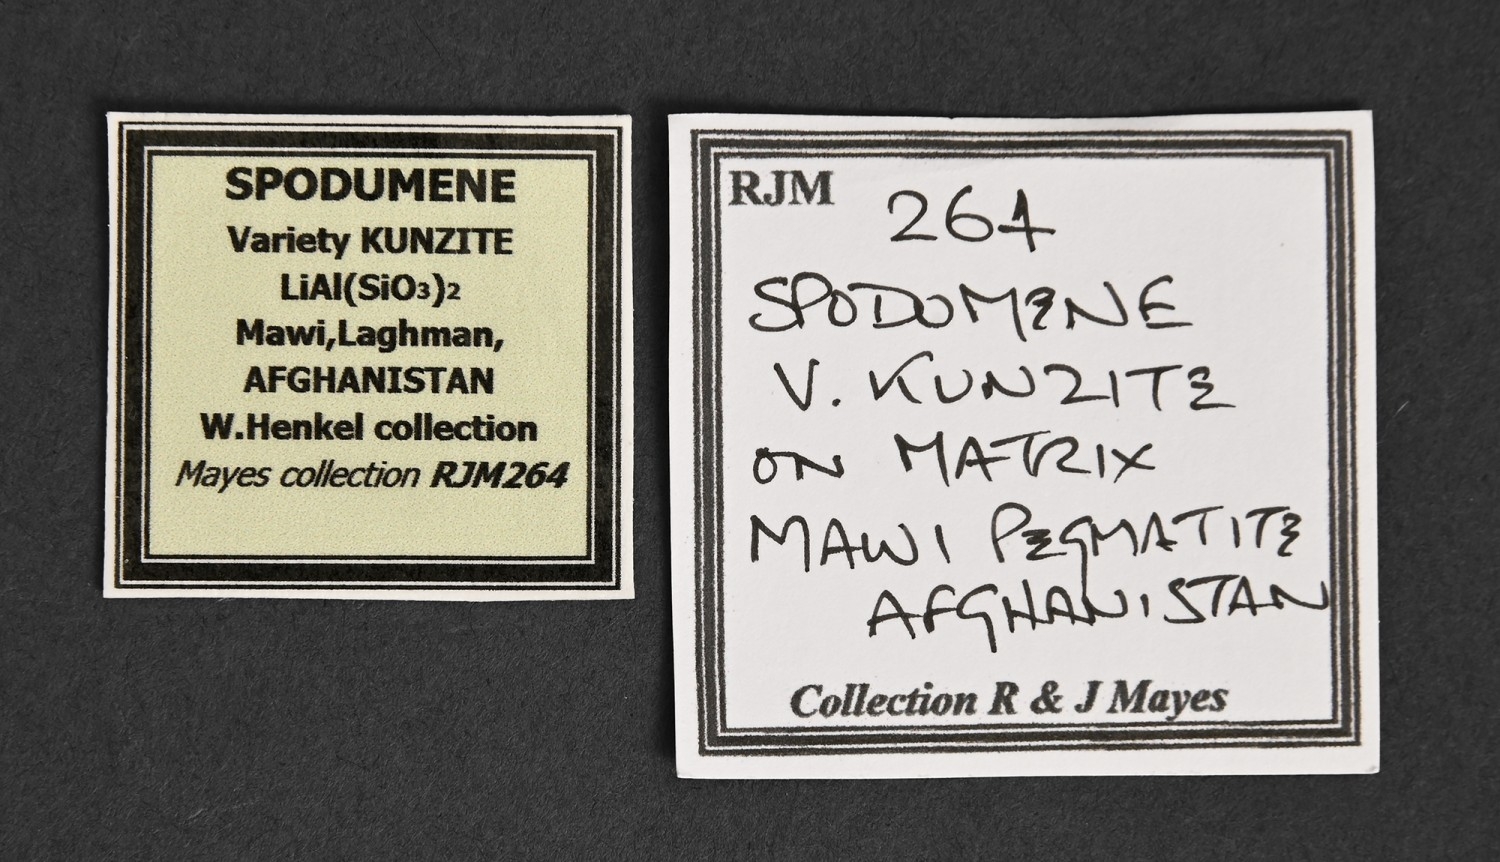 SPODUMENE
Variety KUNZITE
LiAl(SiO3)2
Mawi,Laghman,
AFGHANISTAN
W.Henkel collection
Mayes collection RJM264
RJM 264
SPODUMENE
V. KUNZITE
ON MATRIX
MAWI PEGMATITE
AFGHANISTAN
Collection R & J Mayes